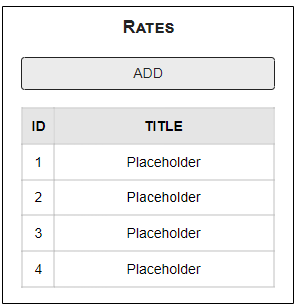 Rates
ADD
ID TITLE
1 Placeholder
2 Placeholder
3 Placeholder
4 Placeholder